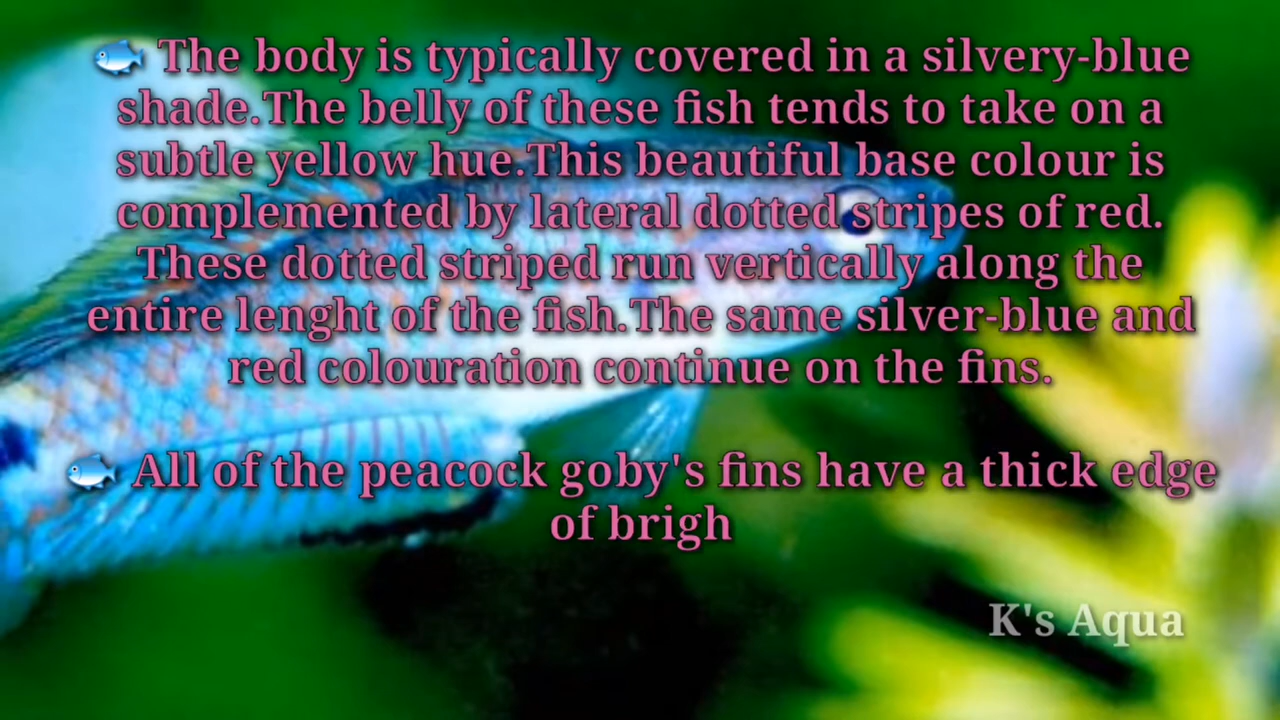 🐟 The body is typically covered in a silvery-blue
shade.The belly of these fish tends to take on a
subtle yellow hue.This beautiful base colour is
complemented by lateral dotted stripes of red.
These dotted striped run vertically along the
entire lenght of the fish.The same silver-blue and
red colouration continue on the fins.
🐟 All of the peacock goby's fins have a thick edge
of brigh
K's Aqua